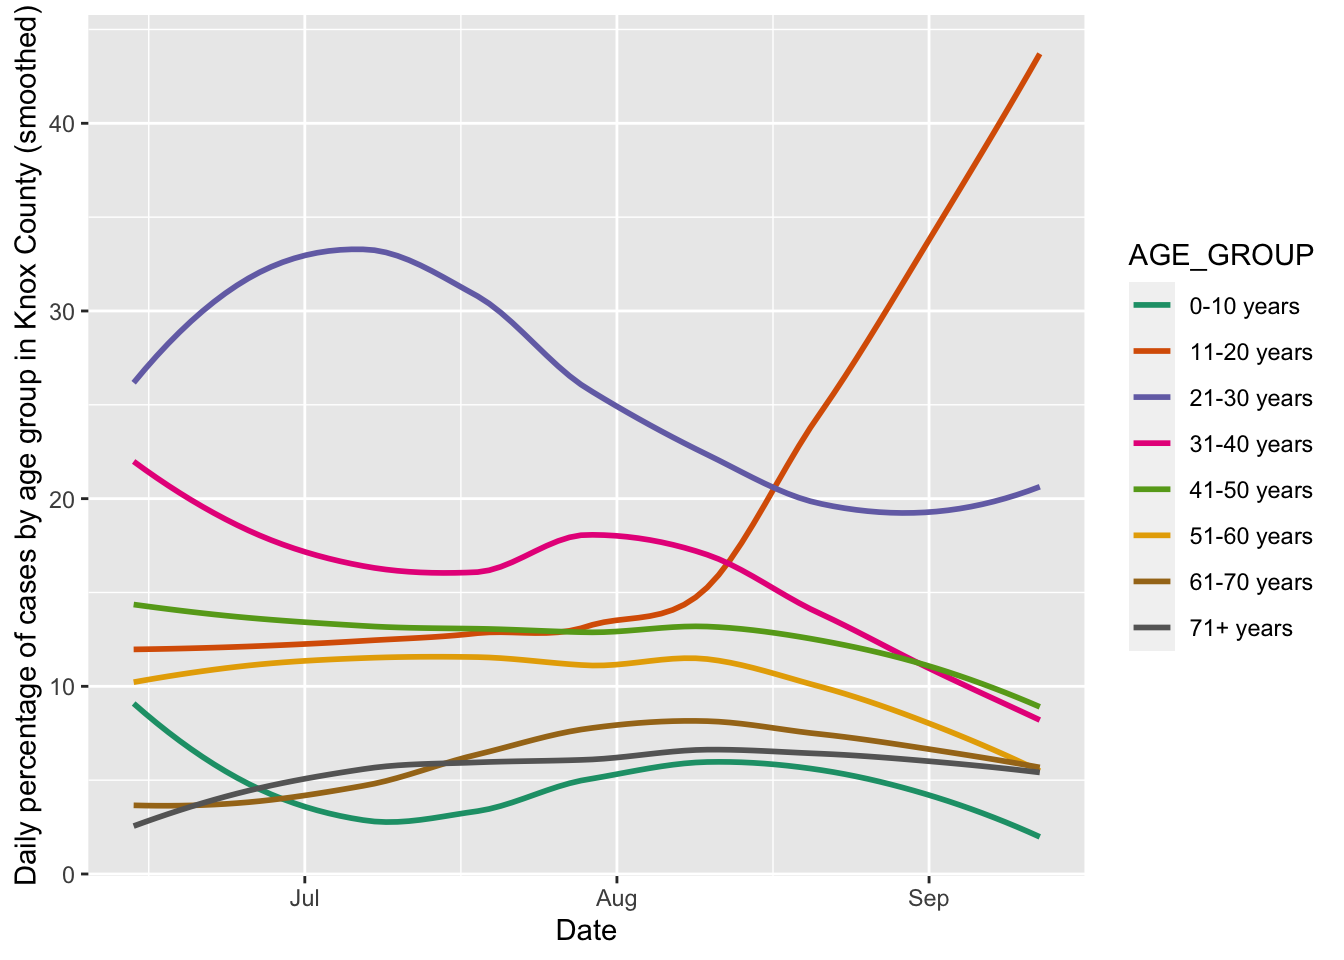 Daily percentage of cases by age group in Knox County (smoothed)
40
30
20
10
0
Jul
Aug
Sep
Date
AGE_GROUP
0-10 years
11-20 years
21-30 years
31-40 years
41-50 years
51-60 years
61-70 years
71+ years